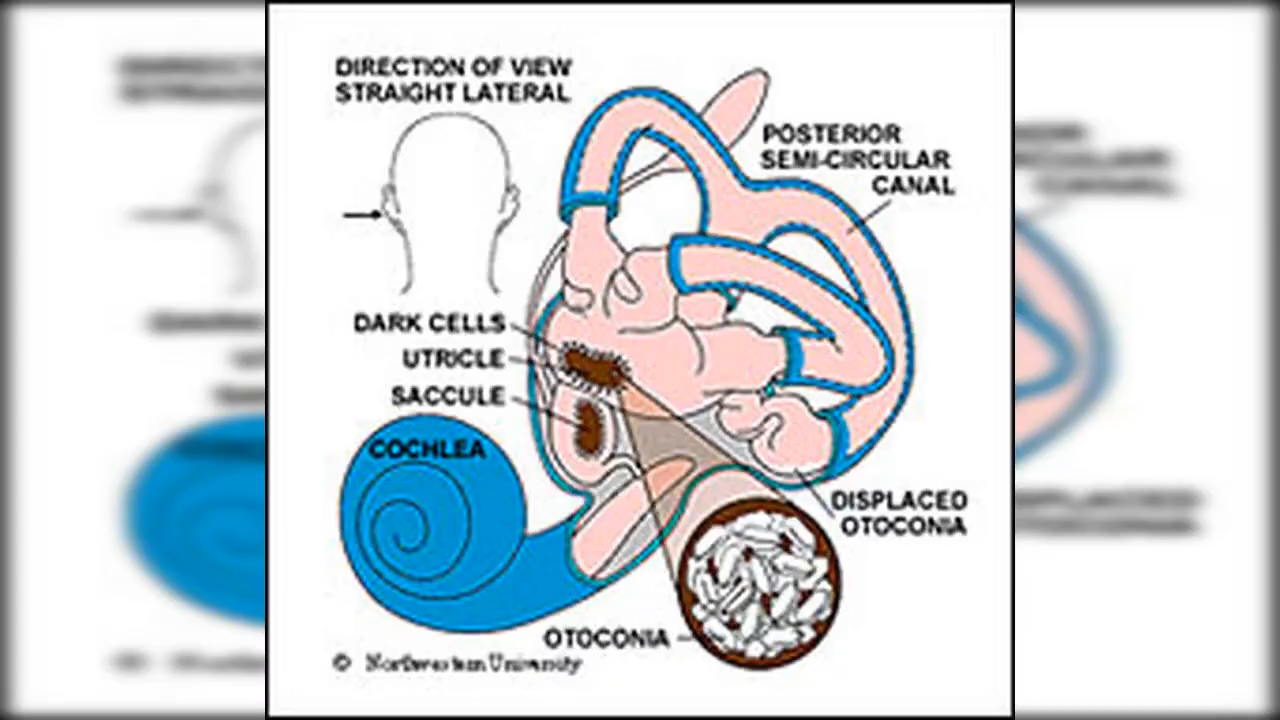 DIRECTION OF VIEW
STRAIGHT LATERAL
POSTERIOR
SEMI-CIRCULAR
CANAL
DARK CELLS
UTRICLE
SACCULE
COCHLEA
DISPLACED
OTOCONIA
OTOCONIA
© Northwestern University